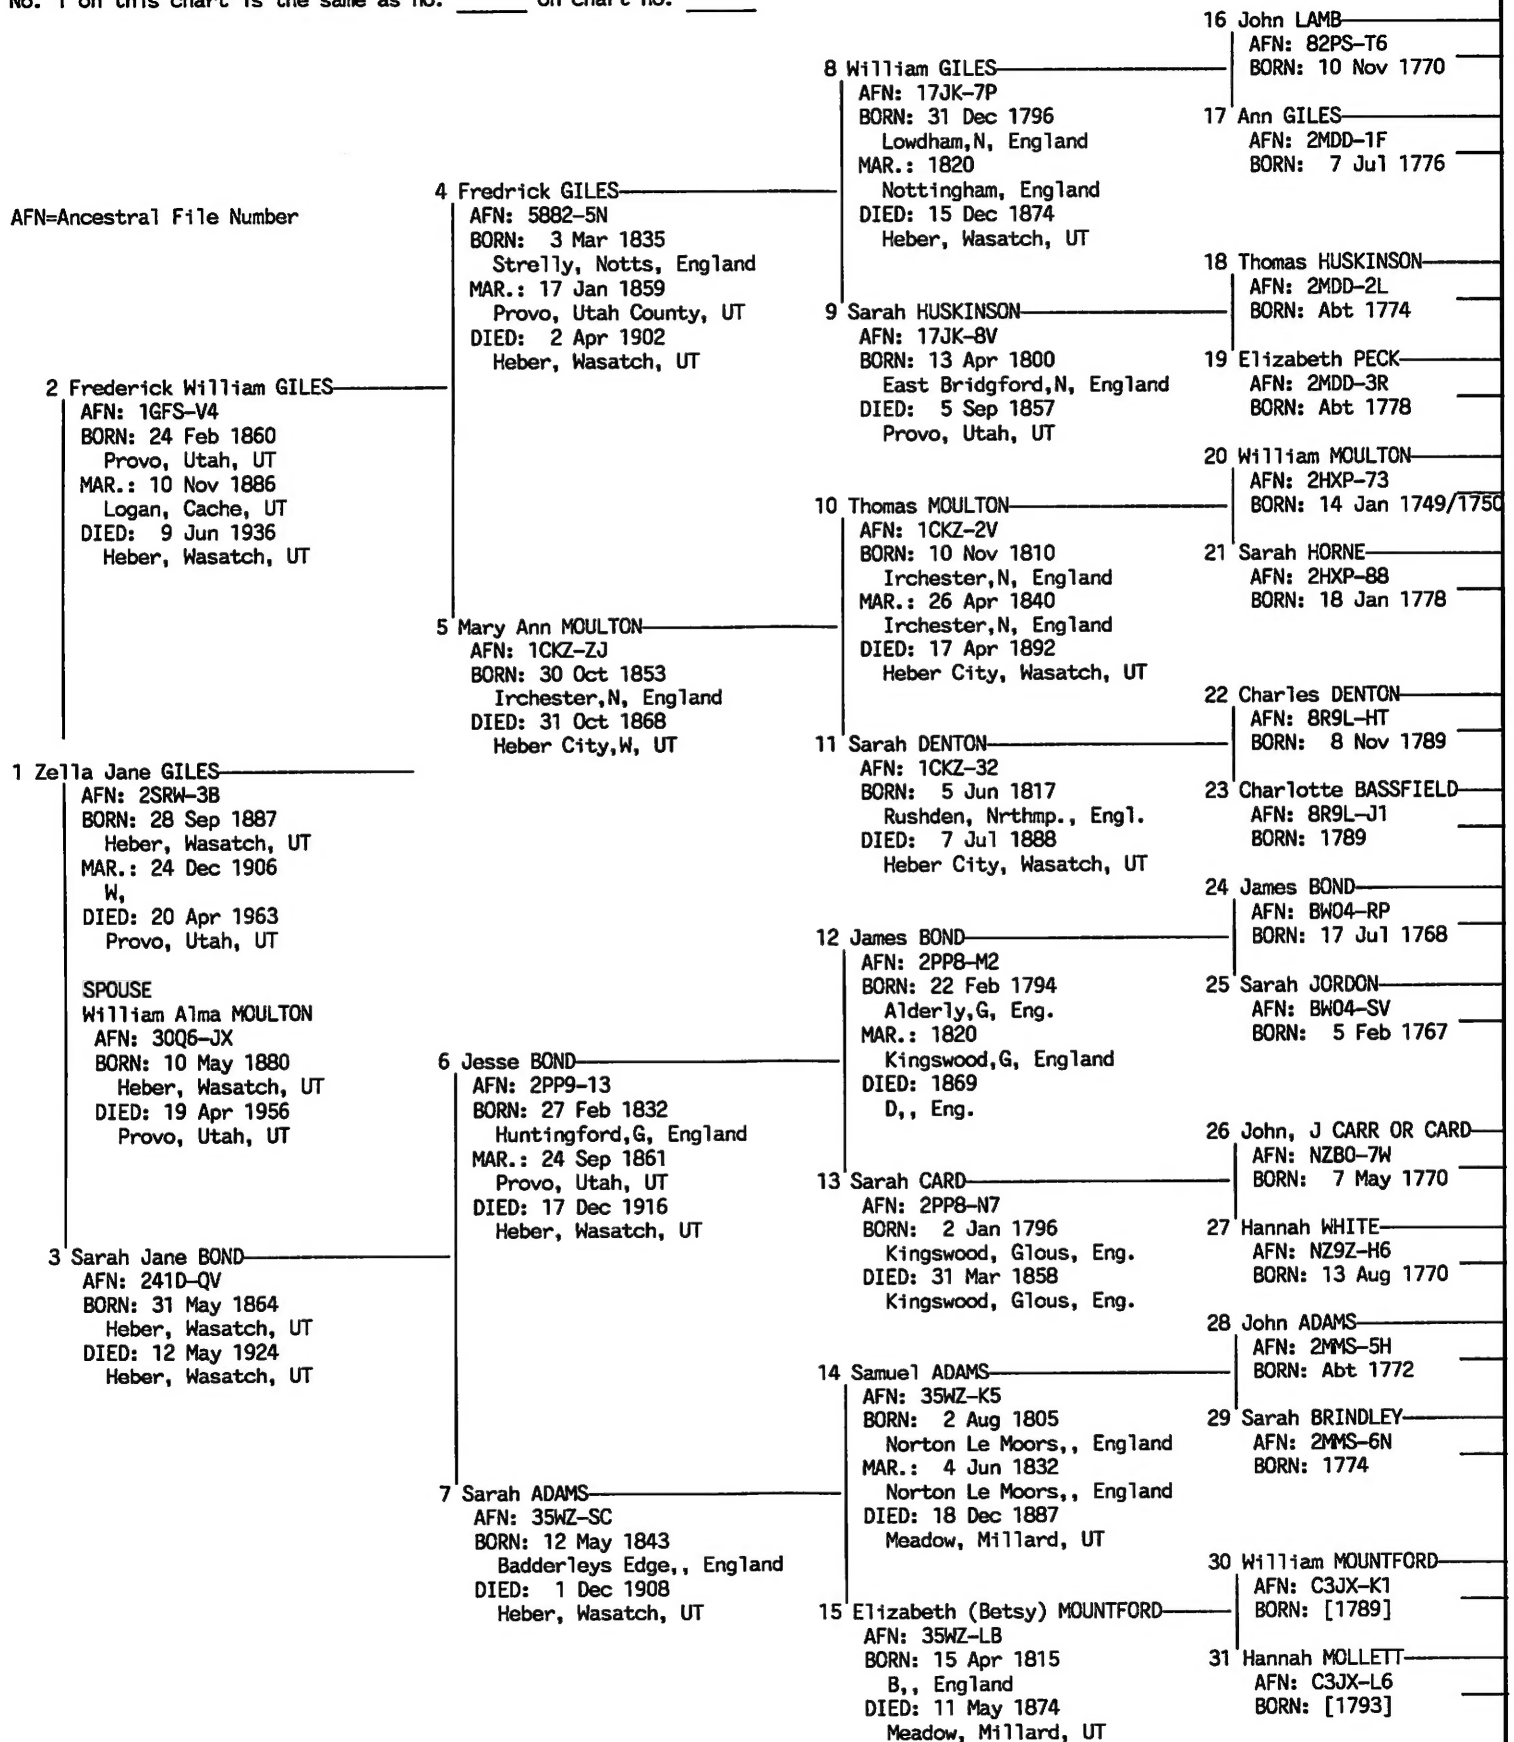 No. 1 on this chart is the same as no. ______ on chart no. ______
AFN=Ancestral File Number
1 Zella Jane GILES
AFN: 2SRW-3B
BORN: 28 Sep 1887
Heber, Wasatch, UT
MAR.: 24 Dec 1906
W,
DIED: 20 Apr 1963
Provo, Utah, UT
SPOUSE
William Alma MOULTON
AFN: 30Q6-JX
BORN: 10 May 1880
Heber, Wasatch, UT
DIED: 19 Apr 1956
Provo, Utah, UT
2 Frederick William GILES
AFN: 1GFS-V4
BORN: 24 Feb 1860
Provo, Utah, UT
MAR.: 10 Nov 1886
Logan, Cache, UT
DIED: 9 Jun 1936
Heber, Wasatch, UT
3 Sarah Jane BOND
AFN: 241D-QV
BORN: 31 May 1864
Heber, Wasatch, UT
DIED: 12 May 1924
Heber, Wasatch, UT
4 Fredrick GILES
AFN: 5882-5N
BORN: 3 Mar 1835
Strelly, Notts, England
MAR.: 17 Jan 1859
Provo, Utah County, UT
DIED: 2 Apr 1902
Heber, Wasatch, UT
5 Mary Ann MOULTON
AFN: 1CKZ-ZJ
BORN: 30 Oct 1853
Irchester,N, England
DIED: 31 Oct 1868
Heber City,W, UT
6 Jesse BOND
AFN: 2PP9-13
BORN: 27 Feb 1832
Huntingford,G, England
MAR.: 24 Sep 1861
Provo, Utah, UT
DIED: 17 Dec 1916
Heber, Wasatch, UT
7 Sarah ADAMS
AFN: 35WZ-SC
BORN: 12 May 1843
Badderleys Edge,, England
DIED: 1 Dec 1908
Heber, Wasatch, UT
8 William GILES
AFN: 17JK-7P
BORN: 31 Dec 1796
Lowdham,N, England
MAR.: 1820
Nottingham, England
DIED: 15 Dec 1874
Heber, Wasatch, UT
9 Sarah HUSKINSON
AFN: 17JK-8V
BORN: 13 Apr 1800
East Bridgford,N, England
DIED: 5 Sep 1857
Provo, Utah, UT
10 Thomas MOULTON
AFN: 1CKZ-2V
BORN: 10 Nov 1810
Irchester,N, England
MAR.: 26 Apr 1840
Irchester,N, England
DIED: 17 Apr 1892
Heber City, Wasatch, UT
11 Sarah DENTON
AFN: 1CKZ-32
BORN: 5 Jun 1817
Rushden, Nrthmp., Engl.
DIED: 7 Jul 1888
Heber City, Wasatch, UT
12 James BOND
AFN: 2PP8-M2
BORN: 22 Feb 1794
Alderly,G, Eng.
MAR.: 1820
Kingswood,G, England
DIED: 1869
D,, Eng.
13 Sarah CARD
AFN: 2PP8-N7
BORN: 2 Jan 1796
Kingswood, Glous, Eng.
DIED: 31 Mar 1858
Kingswood, Glous, Eng.
14 Samuel ADAMS
AFN: 35WZ-K5
BORN: 2 Aug 1805
Norton Le Moors,, England
MAR.: 4 Jun 1832
Norton Le Moors,, England
DIED: 18 Dec 1887
Meadow, Millard, UT
15 Elizabeth (Betsy) MOUNTFORD
AFN: 35WZ-LB
BORN: 15 Apr 1815
B,, England
DIED: 11 May 1874
Meadow, Millard, UT
16 John LAMB
AFN: 82PS-T6
BORN: 10 Nov 1770
17 Ann GILES
AFN: 2MDD-1F
BORN: 7 Jul 1776
18 Thomas HUSKINSON
AFN: 2MDD-2L
BORN: Abt 1774
19 Elizabeth PECK
AFN: 2MDD-3R
BORN: Abt 1778
20 William MOULTON
AFN: 2HXP-73
BORN: 14 Jan 1749/1750
21 Sarah HORNE
AFN: 2HXP-88
BORN: 18 Jan 1778
22 Charles DENTON
AFN: 8R9L-HT
BORN: 8 Nov 1789
23 Charlotte BASSFIELD
AFN: 8R9L-J1
BORN: 1789
24 James BOND
AFN: BW04-RP
BORN: 17 Jul 1768
25 Sarah JORDON
AFN: BW04-SV
BORN: 5 Feb 1767
26 John, J CARR OR CARD
AFN: NZB0-7W
BORN: 7 May 1770
27 Hannah WHITE
AFN: NZ9Z-H6
BORN: 13 Aug 1770
28 John ADAMS
AFN: 2MMS-5H
BORN: Abt 1772
29 Sarah BRINDLEY
AFN: 2MMS-6N
BORN: 1774
30 William MOUNTFORD
AFN: C3JX-K1
BORN: [1789]
31 Hannah MOLLETT
AFN: C3JX-L6
BORN: [1793]